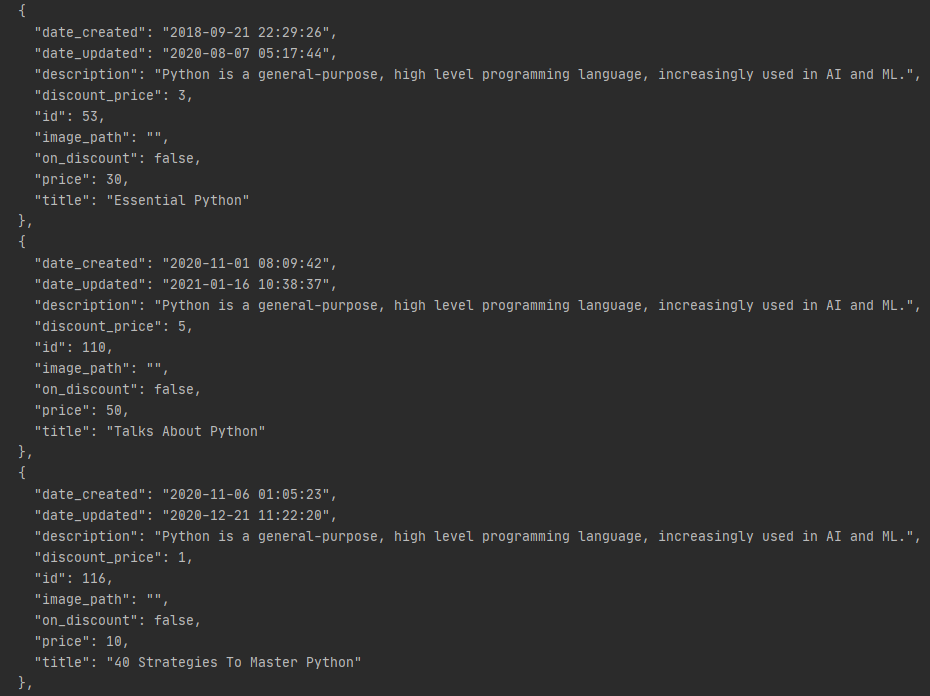 {
"date_created": "2018-09-21 22:29:26",
"date_updated": "2020-08-07 05:17:44",
"description": "Python is a general-purpose, high level programming language, increasingly used in AI and ML.",
"discount_price": 3,
"id": 53,
"image_path": "",
"on_discount": false,
"price": 30,
"title": "Essential Python"
},
{
"date_created": "2020-11-01 08:09:42",
"date_updated": "2021-01-16 10:38:37",
"description": "Python is a general-purpose, high level programming language, increasingly used in AI and ML.",
"discount_price": 5,
"id": 110,
"image_path": "",
"on_discount": false,
"price": 50,
"title": "Talks About Python"
},
{
"date_created": "2020-11-06 01:05:23",
"date_updated": "2020-12-21 11:22:20",
"description": "Python is a general-purpose, high level programming language, increasingly used in AI and ML.",
"discount_price": 1,
"id": 116,
"image_path": "",
"on_discount": false,
"price": 10,
"title": "40 Strategies To Master Python"
},